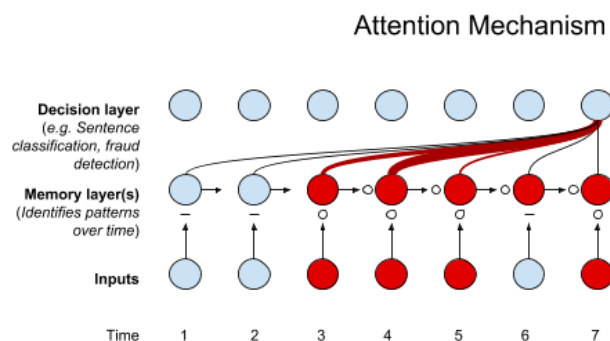 Attention Mechanism
Decision layer
(e.g. Sentence
classification, fraud
detection)
Memory layer(s)
(Identifies patterns
over time)
Inputs
Time 1 2 3 4 5 6 7